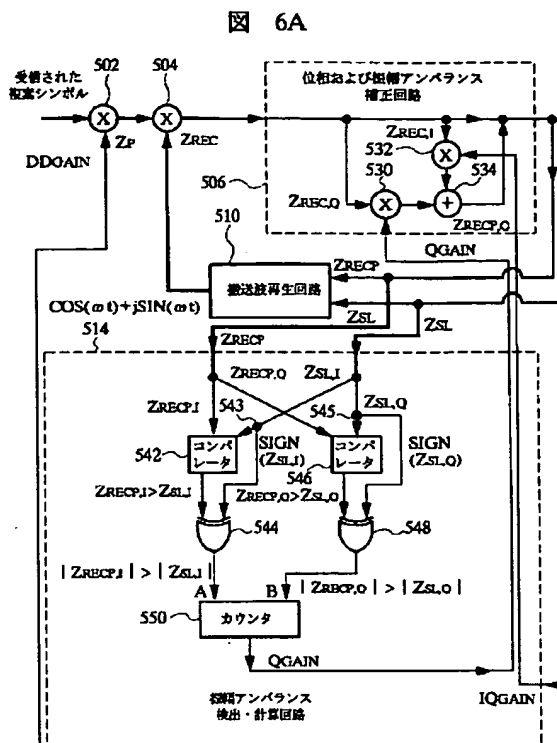 図 6A
受信された
複素シンボル
502
504
X
X
DDGAIN
ZP
ZREC
位相および振幅アンバランス
補正回路
ZREC,I
532
X
506
530
X
534
+
ZREC,Q
ZRECP,Q
QGAIN
510
搬送波再生回路
ZRECP
ZSL
COS(ωt)+jSIN(ωt)
514
ZRECP
ZSL
ZRECP,Q
ZSL,I
ZRECP,I
543
545
ZSL,Q
542
コンパ
レータ
SIGN
(ZSL,I)
546
コンパ
レータ
SIGN
(ZSL,Q)
ZRECP,I>ZSL,I
ZRECP,Q>ZSL,Q
544
548
|ZRECP,I|>|ZSL,I|
A
B
|ZRECP,Q|>|ZSL,Q|
550
カウンタ
QGAIN
振幅アンバランス
検出・計算回路
IQGAIN